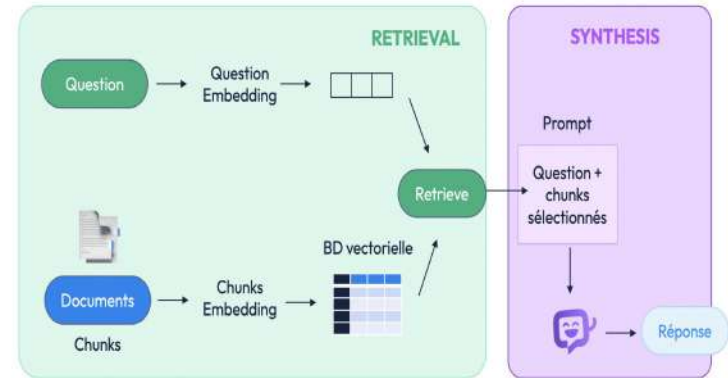 RETRIEVAL
Question
Question
Embedding
Retrieve
Documents
Chunks
Chunks
Embedding
BD vectorielle
SYNTHESIS
Prompt
Question +
chunks
sélectionnés
Réponse